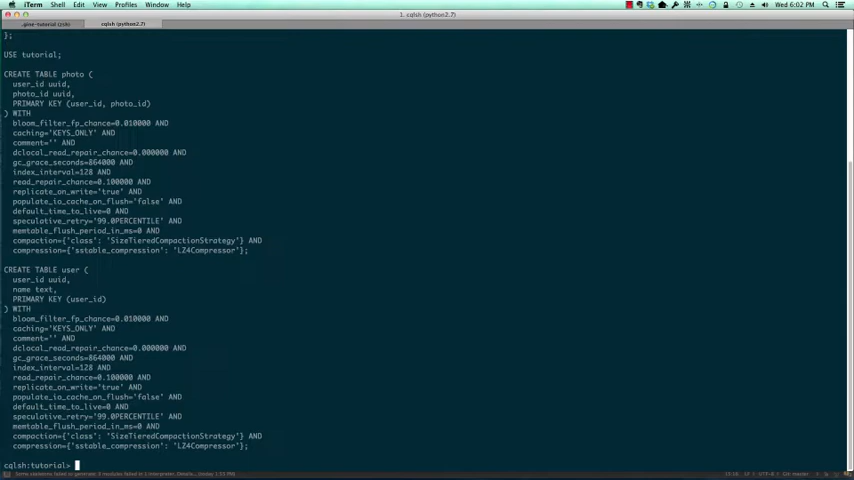 iTerm Shell Edit View Profiles Window Help
Wed 6:02 PM
1. cqlsh (python2.7)
cqlsh (python2.7)
};
USE tutorial;
CREATE TABLE photo (
user_id uuid,
photo_id uuid,
PRIMARY KEY (user_id, photo_id)
) WITH
bloom_filter_fp_chance=0.010000 AND
caching='KEYS_ONLY' AND
comment='' AND
dclocal_read_repair_chance=0.000000 AND
gc_grace_seconds=864000 AND
index_interval=128 AND
read_repair_chance=0.100000 AND
replicate_on_write='true' AND
populate_io_cache_on_flush='false' AND
default_time_to_live=0 AND
speculative_retry='99.0PERCENTILE' AND
memtable_flush_period_in_ms=0 AND
compaction={'class': 'SizeTieredCompactionStrategy'} AND
compression={'sstable_compression': 'LZ4Compressor'};
CREATE TABLE user (
user_id uuid,
name text,
PRIMARY KEY (user_id)
) WITH
bloom_filter_fp_chance=0.010000 AND
caching='KEYS_ONLY' AND
comment='' AND
dclocal_read_repair_chance=0.000000 AND
gc_grace_seconds=864000 AND
index_interval=128 AND
read_repair_chance=0.100000 AND
replicate_on_write='true' AND
populate_io_cache_on_flush='false' AND
default_time_to_live=0 AND
speculative_retry='99.0PERCENTILE' AND
memtable_flush_period_in_ms=0 AND
compaction={'class': 'SizeTieredCompactionStrategy'} AND
compression={'sstable_compression': 'LZ4Compressor'};
cqlsh:tutorial>